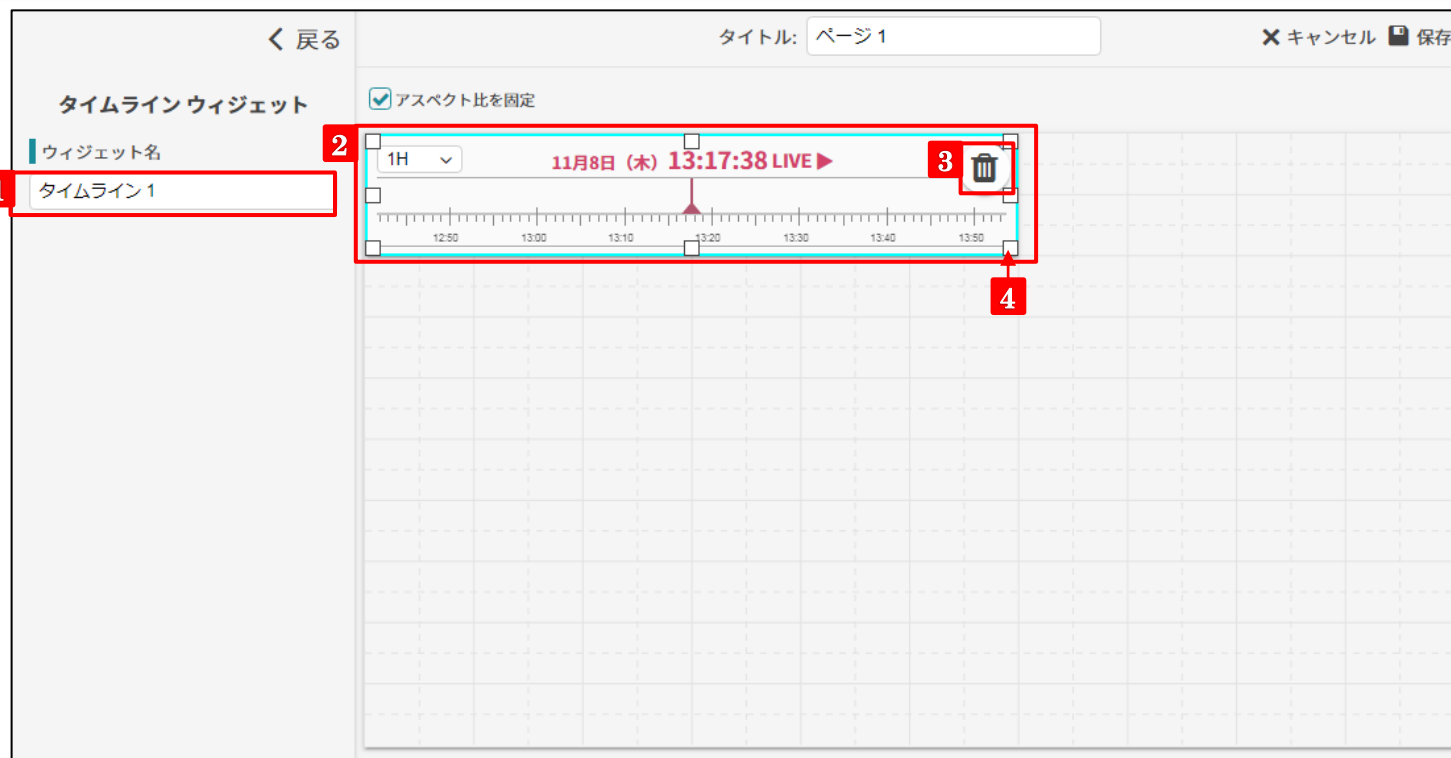 戻る
タイトル: ページ 1
キャンセル 保存
タイムライン ウィジェット
アスペクト比を固定
ウィジェット名
タイムライン 1
1
2
1H
11月8日（木）13:17:38 LIVE
3
12:50 13:00 13:10 13:20 13:30 13:40 13:50
4